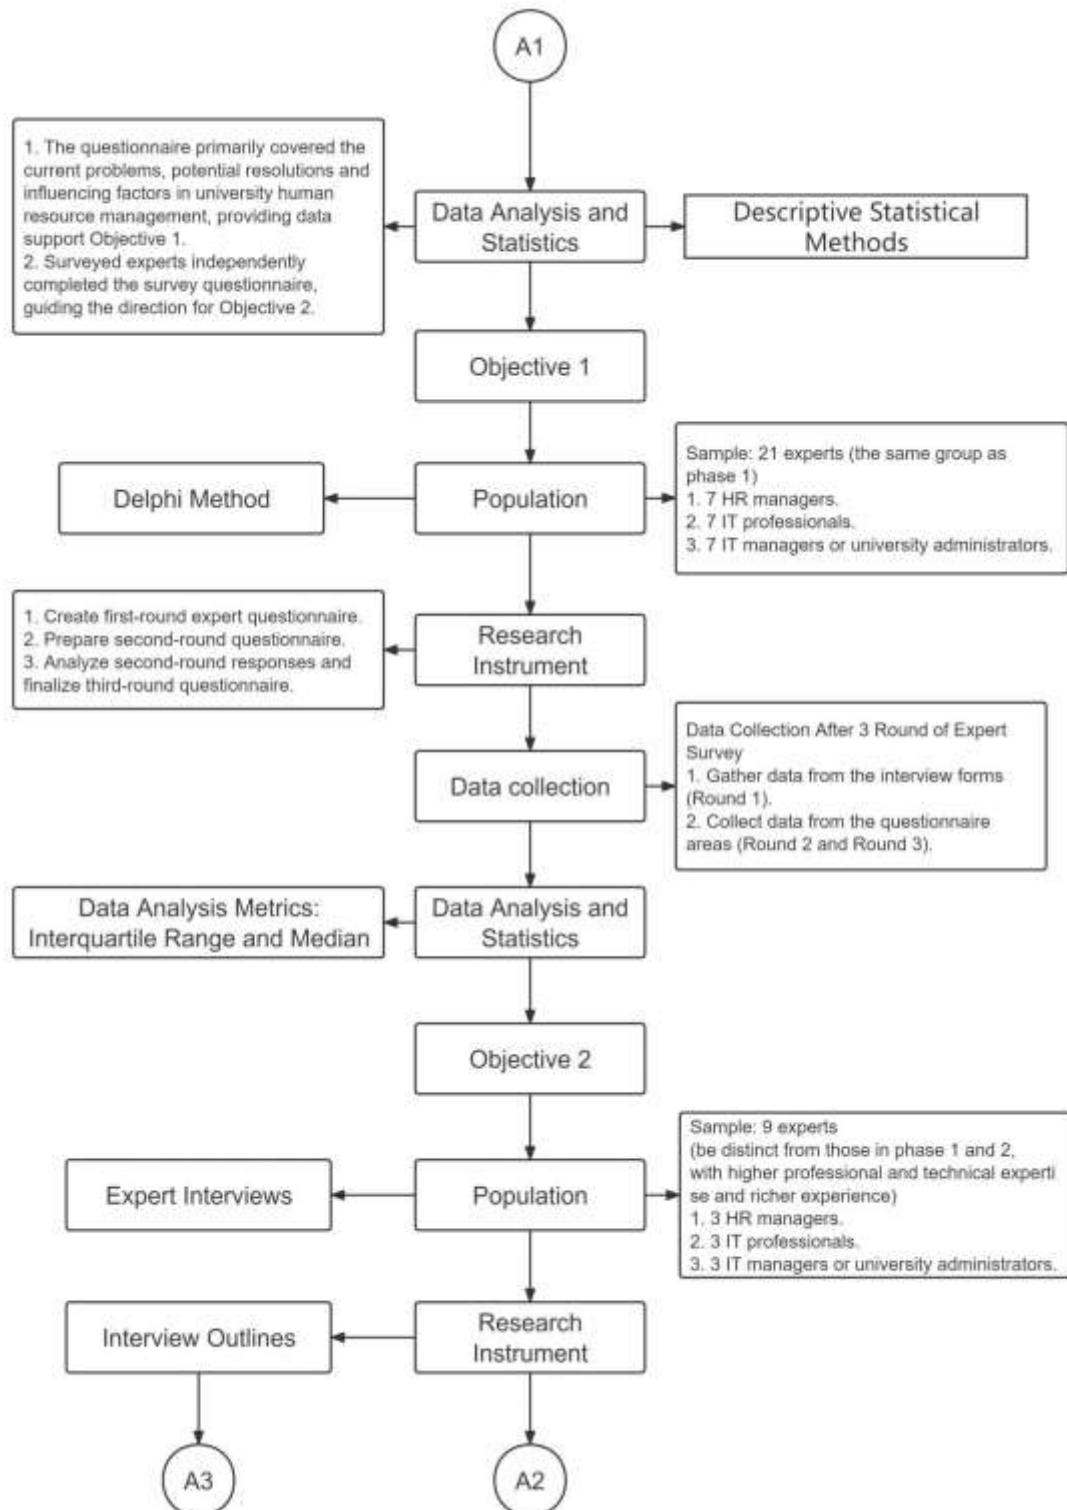 A1
1. The questionnaire primarily covered the
current problems, potential resolutions and
influencing factors in university human
resource management, providing data
support Objective 1.
2. Surveyed experts independently
completed the survey questionnaire,
guiding the direction for Objective 2.
Data Analysis and
Statistics
Descriptive Statistical
Methods
Objective 1
Delphi Method
Population
Sample: 21 experts (the same group as
phase 1)
1. 7 HR managers.
2. 7 IT professionals.
3. 7 IT managers or university administrators.
1. Create first-round expert questionnaire.
2. Prepare second-round questionnaire.
3. Analyze second-round responses and
finalize third-round questionnaire.
Research
Instrument
Data collection
Data Collection After 3 Round of Expert
Survey
1. Gather data from the interview forms
(Round 1).
2. Collect data from the questionnaire
areas (Round 2 and Round 3).
Data Analysis Metrics:
Interquartile Range and Median
Data Analysis and
Statistics
Objective 2
Expert Interviews
Population
Sample: 9 experts
(be distinct from those in phase 1 and 2,
with higher professional and technical experti
se and richer experience)
1. 3 HR managers.
2. 3 IT professionals.
3. 3 IT managers or university administrators.
Interview Outlines
Research
Instrument
A3
A2